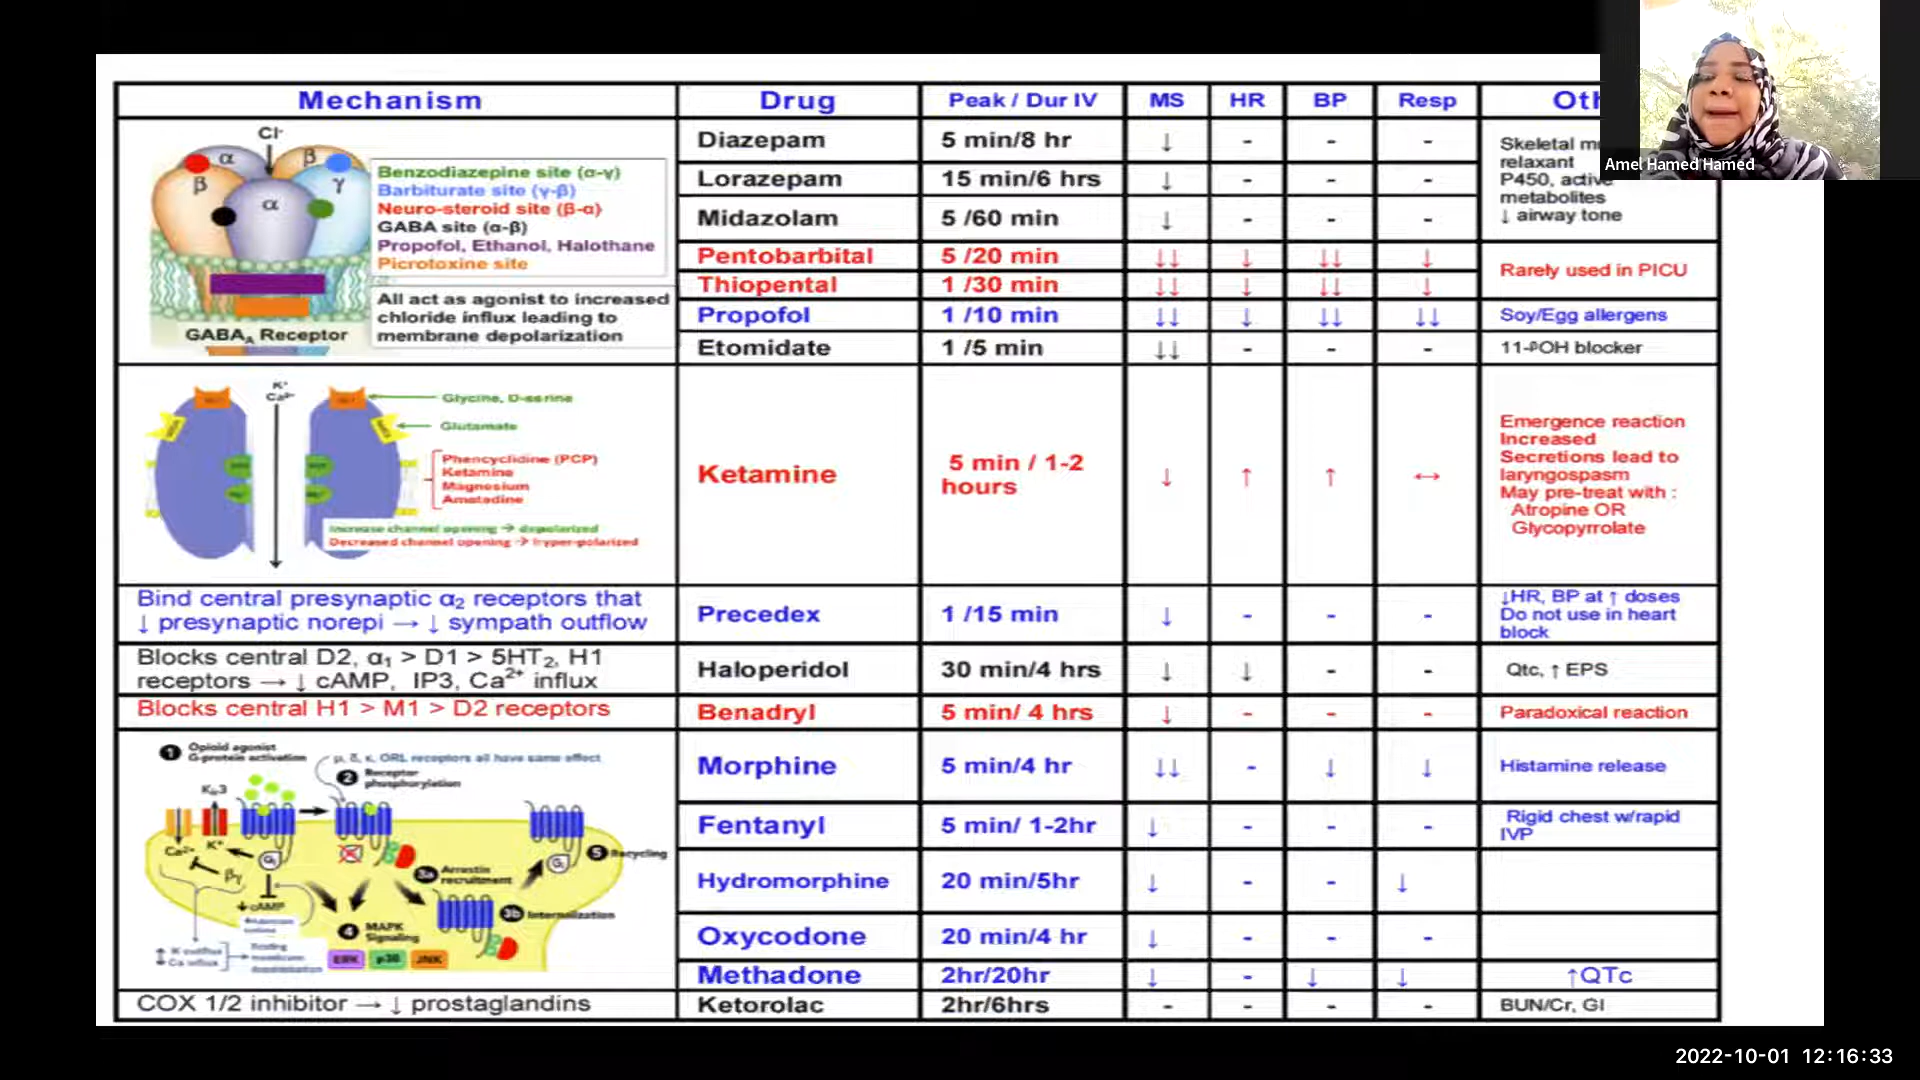 Mechanism Drug Peak / Dur IV MS HR BP Resp
Cl-
α β
β γ
α
Benzodiazepine site (α-γ)
Barbiturate site (γ-β)
Neuro-steroid site (β-α)
GABA site (α-β)
Propofol, Ethanol, Halothane
Picrotoxine site
All act as agonist to increased
chloride influx leading to
membrane depolarization
GABAA Receptor
Diazepam 5 min/8 hr ↓ - - -
Lorazepam 15 min/6 hrs ↓ - - -
Midazolam 5 /60 min ↓ - - -
Skeletal
relaxant
P450, active
metabolites
↓ airway tone
Pentobarbital 5 /20 min ↓↓ ↓ ↓↓ ↓
Thiopental 1 /30 min ↓↓ ↓ ↓↓ ↓
Rarely used in PICU
Propofol 1 /10 min ↓↓ ↓ ↓↓ ↓↓ Soy/Egg allergens
Etomidate 1 /5 min ↓↓ - - - 11-βOH blocker
K+
Ca2+
Glycine, D-serine
Glutamate
Phencyclidine (PCP)
Ketamine
Magnesium
Amatadine
Increase channel opening → depolarized
Decreased channel opening → hyper-polarized
Ketamine 5 min / 1-2
hours
↓ ↑ ↑ ↔
Emergence reaction
Increased
Secretions lead to
laryngospasm
May pre-treat with :
Atropine OR
Glycopyrrolate
Bind central presynaptic α2 receptors that
↓ presynaptic norepi → ↓ sympath outflow
Precedex 1 /15 min ↓ - - -
↓HR, BP at ↑ doses
Do not use in heart
block
Blocks central D2, α1 > D1 > 5HT2, H1
receptors → ↓ cAMP, IP3, Ca2+ influx
Haloperidol 30 min/4 hrs ↓ ↓ - - Qtc, ↑ EPS
Blocks central H1 > M1 > D2 receptors
Benadryl 5 min/ 4 hrs ↓ - - - Paradoxical reaction
1 Opioid agonist
G-protein activation
μ, δ, κ, ORL receptors all have same effect
2 Receptor
phosphorylation
Ca2+ K+
βγ
↓cAMP
3a Arrestin
recruitment
3b Internalization
4 MAPK
Signaling
5 Recycling
ERK p38 JNK
Morphine 5 min/4 hr ↓↓ - ↓ ↓ Histamine release
Fentanyl 5 min/ 1-2hr ↓ - - -
Rigid chest w/rapid
IVP
Hydromorphine 20 min/5hr ↓ - - ↓
Oxycodone 20 min/4 hr ↓ - - -
Methadone 2hr/20hr ↓ - ↓ ↓ ↑QTc
COX 1/2 inhibitor → ↓ prostaglandins
Ketorolac 2hr/6hrs - - - - BUN/Cr, GI
Amel Hamed Hamed
2022-10-01 12:16:33